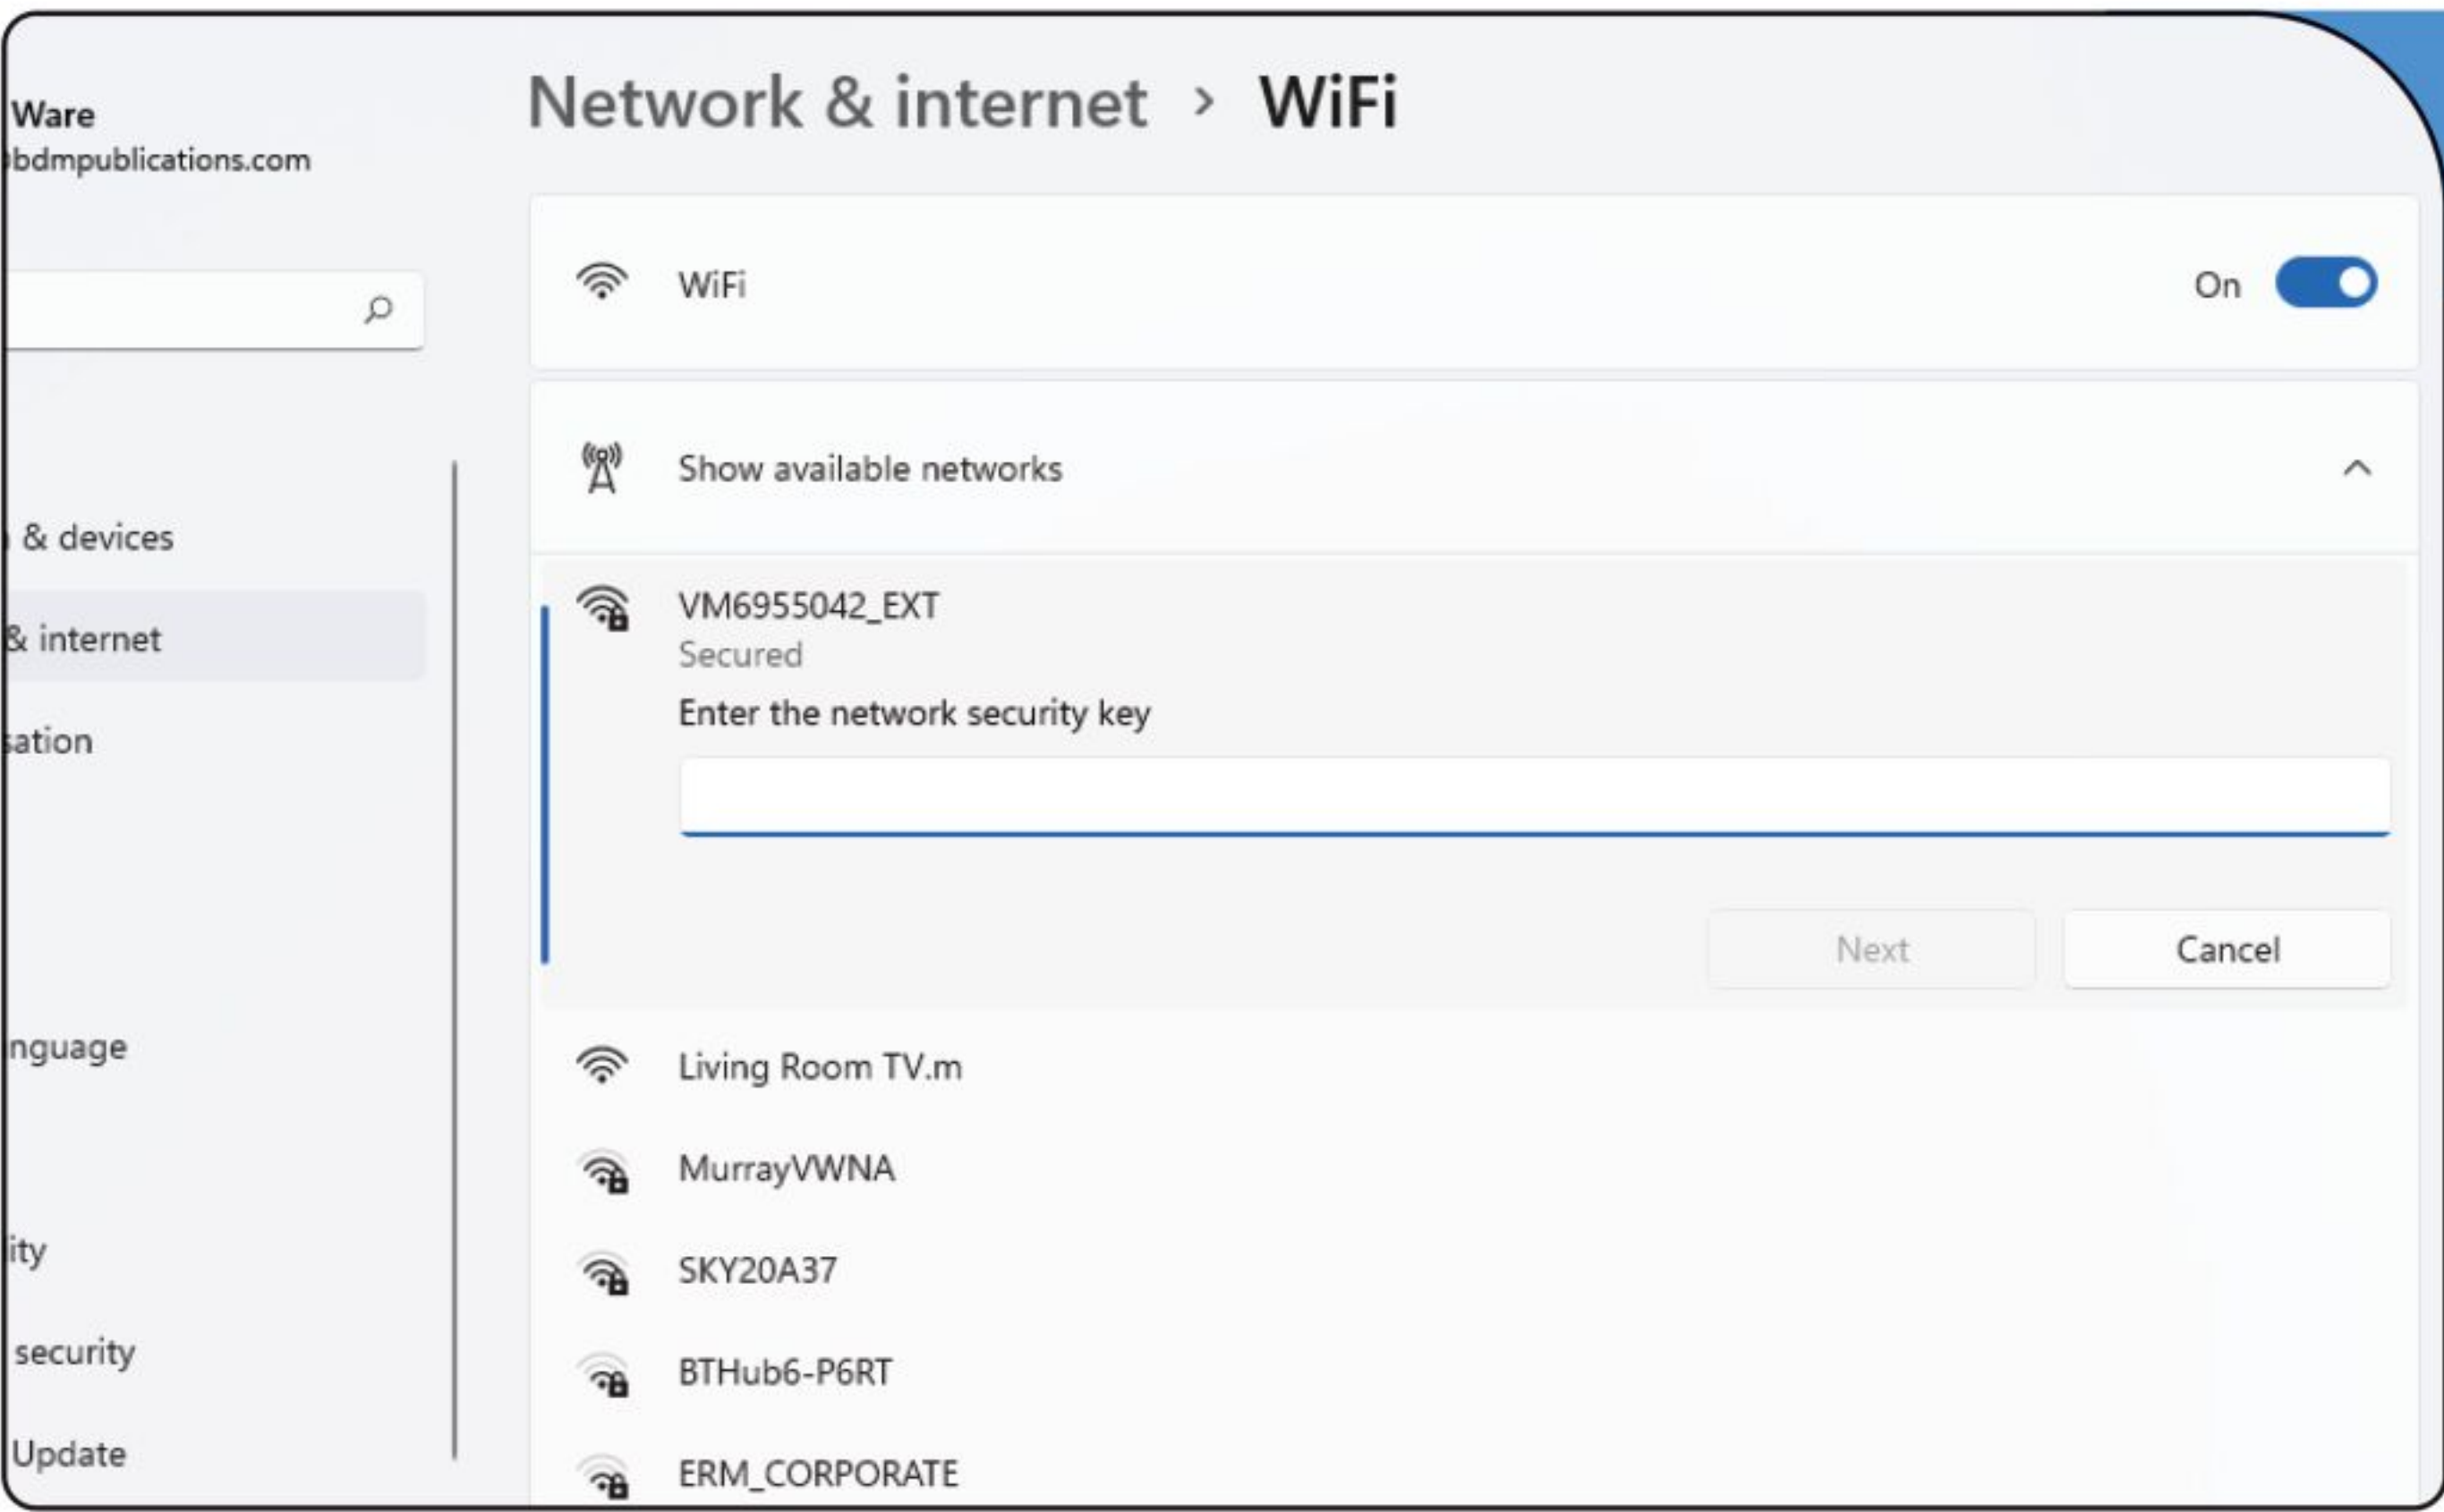 Ware
bdmpublications.com
& devices
& internet
sation
nguage
ity
security
Update
Network & internet > WiFi
WiFi
On
Show available networks
VM6955042_EXT
Secured
Enter the network security key
Next
Cancel
Living Room TV.m
MurrayVWNA
SKY20A37
BTHub6-P6RT
ERM_CORPORATE